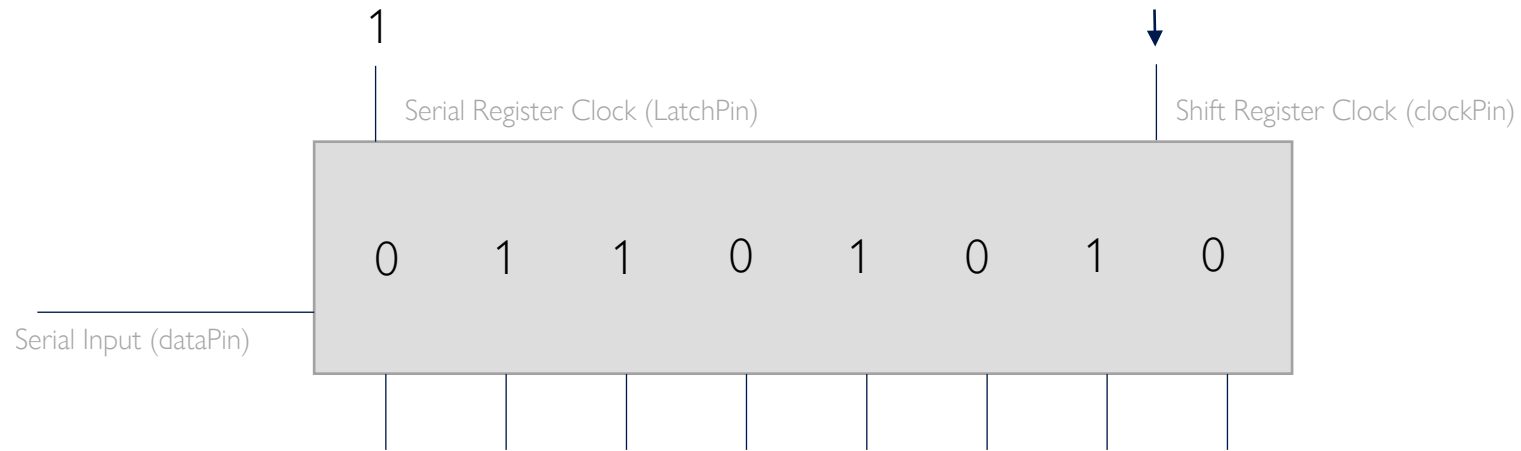 1
Serial Register Clock (LatchPin)
Shift Register Clock (clockPin)
0 1 1 0 1 0 1 0
Serial Input (dataPin)